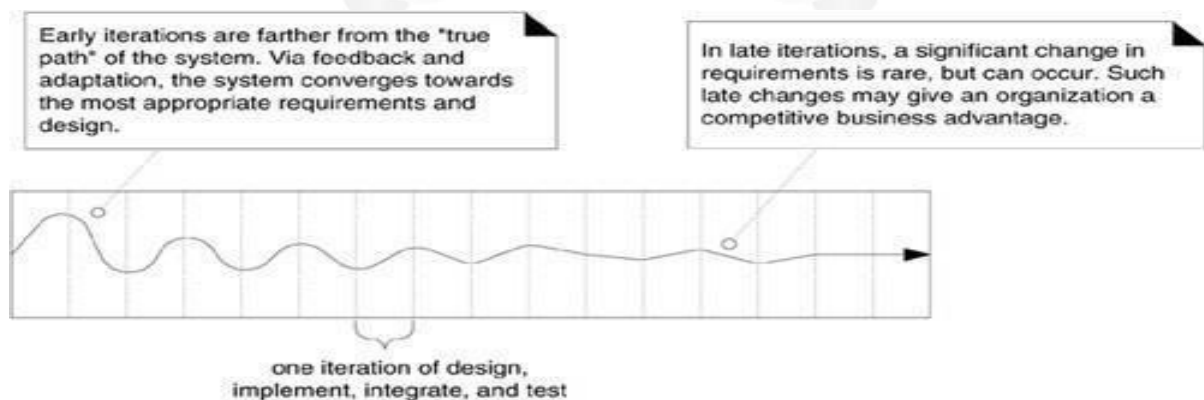 Early iterations are farther from the "true
path" of the system. Via feedback and
adaptation, the system converges towards
the most appropriate requirements and
design.
In late iterations, a significant change in
requirements is rare, but can occur. Such
late changes may give an organization a
competitive business advantage.
one iteration of design,
implement, integrate, and test